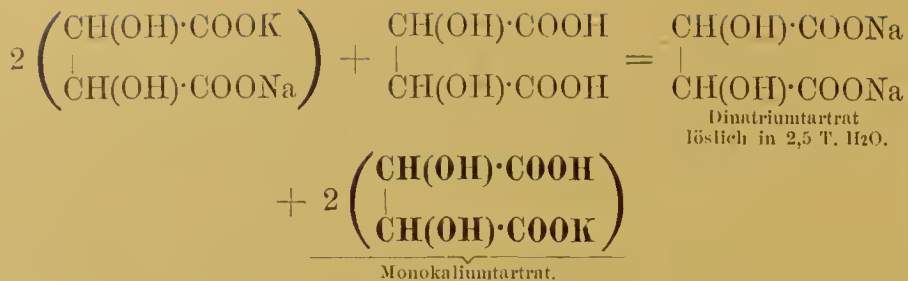 2 ( CH(OH)·COOK + CH(OH)·COOH = CH(OH)·COONa
CH(OH)·COONa ) CH(OH)·COOH CH(OH)·COONa
Dinatriumtartrat
löslich in 2,5 T. H₂O.
+ 2 ( CH(OH)·COOH
CH(OH)·COOK )
Monokaliumtartrat.